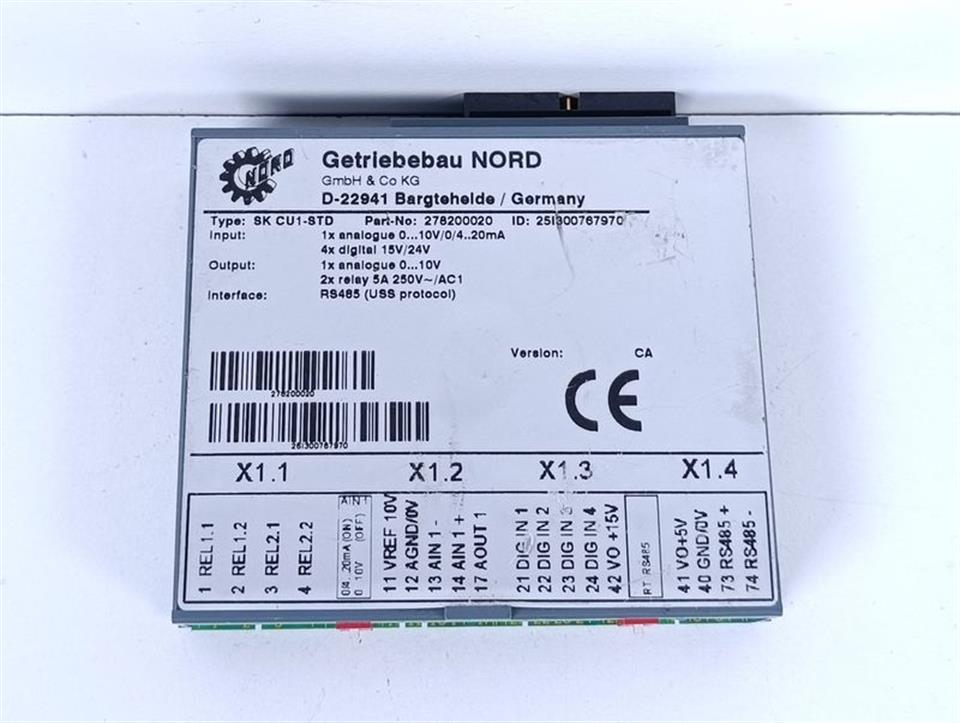 NORD
Getriebebau NORD
GmbH & Co KG
D-22941 Bargteheide / Germany
Type: SK CU1-STD Part-No: 278200020 ID: 25I300767970
Input: 1x analogue 0...10V/0/4..20mA
4x digital 15V/24V
Output: 1x analogue 0...10V
2x relay 5A 250V~/AC1
Interface: RS485 (USS protocol)
Version: CA
278200020
CE
25I300767970
X1.1 X1.2 X1.3 X1.4
1 REL1.1
2 REL1.2
3 REL2.1
4 REL2.2
AIN 1
0/4..20mA (ON)
0 10V (OFF)
11 VREF 10V
12 AGND/0V
13 AIN 1 -
14 AIN 1 +
17 AOUT 1
21 DIG IN 1
22 DIG IN 2
23 DIG IN 3
24 DIG IN 4
42 VO +15V
RT RS485
41 VO+5V
40 GND/0V
73 RS485 +
74 RS485 -